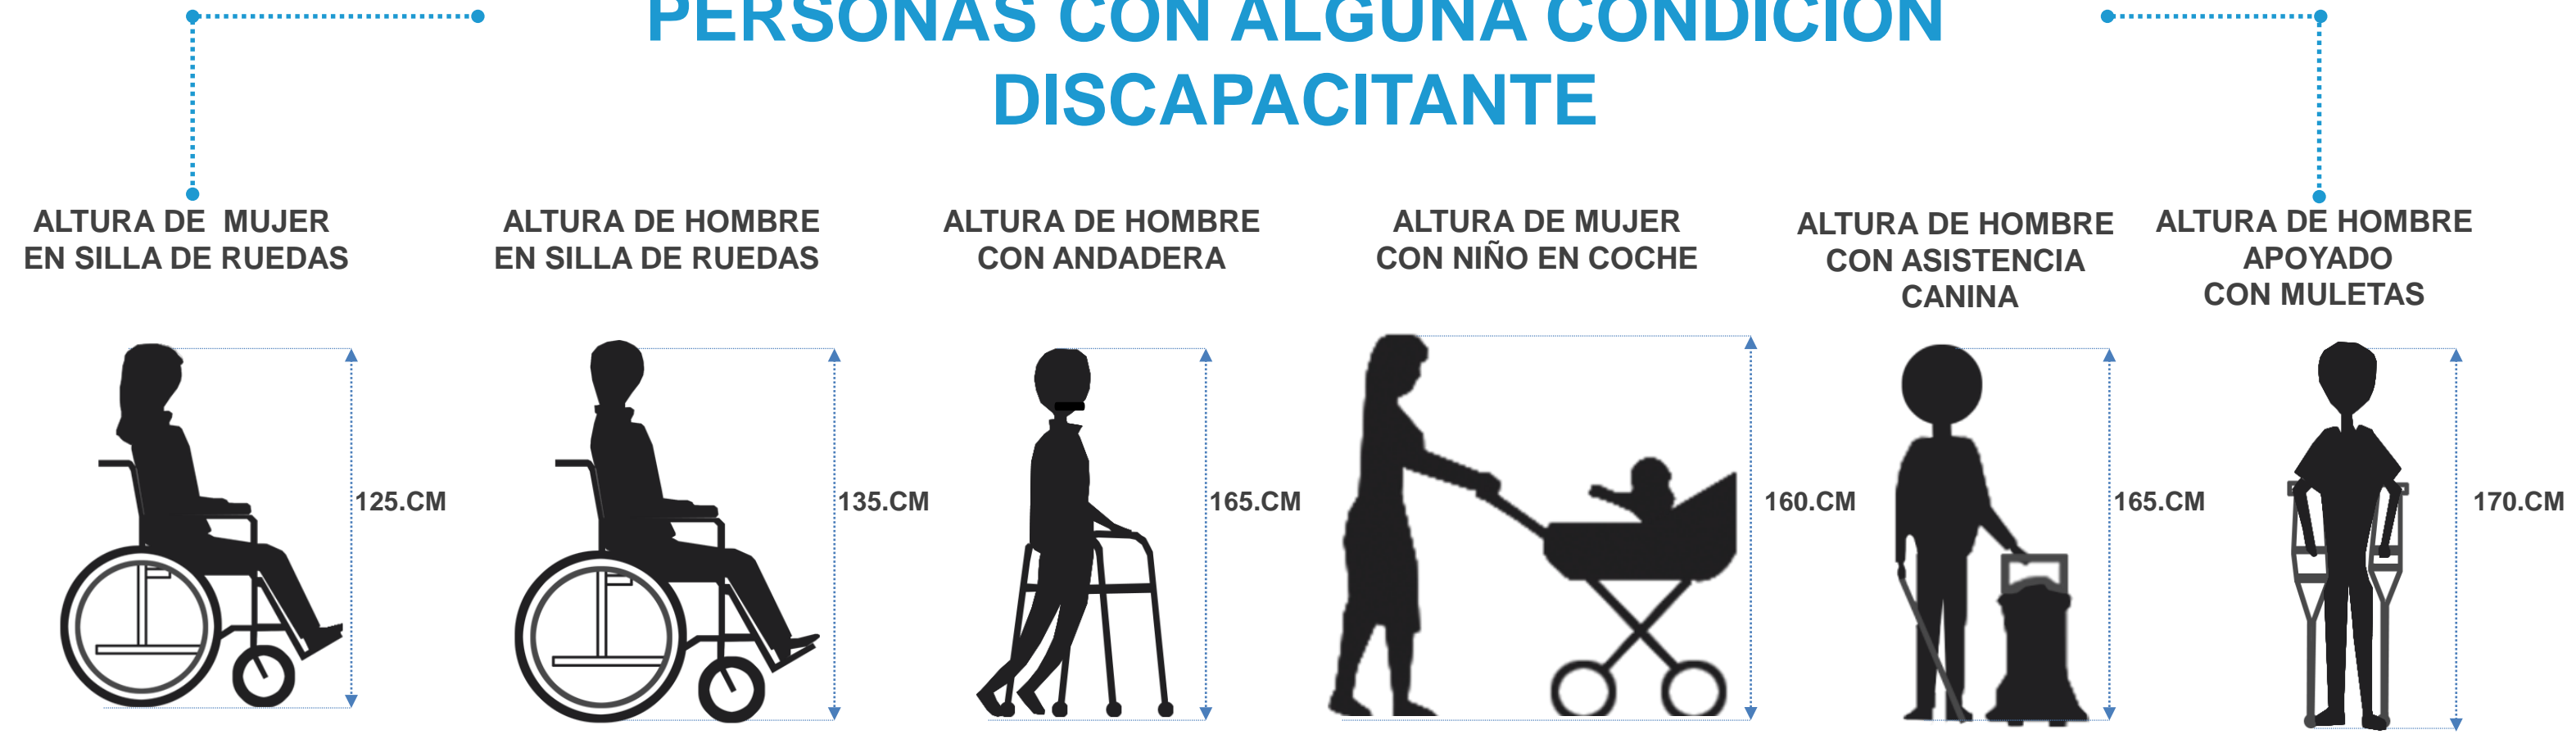 PERSONAS CON ALGUNA CONDICIÓN
DISCAPACITANTE
ALTURA DE MUJER
EN SILLA DE RUEDAS
ALTURA DE HOMBRE
EN SILLA DE RUEDAS
ALTURA DE HOMBRE
CON ANDADERA
ALTURA DE MUJER
CON NIÑO EN COCHE
ALTURA DE HOMBRE
CON ASISTENCIA
CANINA
ALTURA DE HOMBRE
APOYADO
CON MULETAS
125.CM
135.CM
165.CM
160.CM
165.CM
170.CM